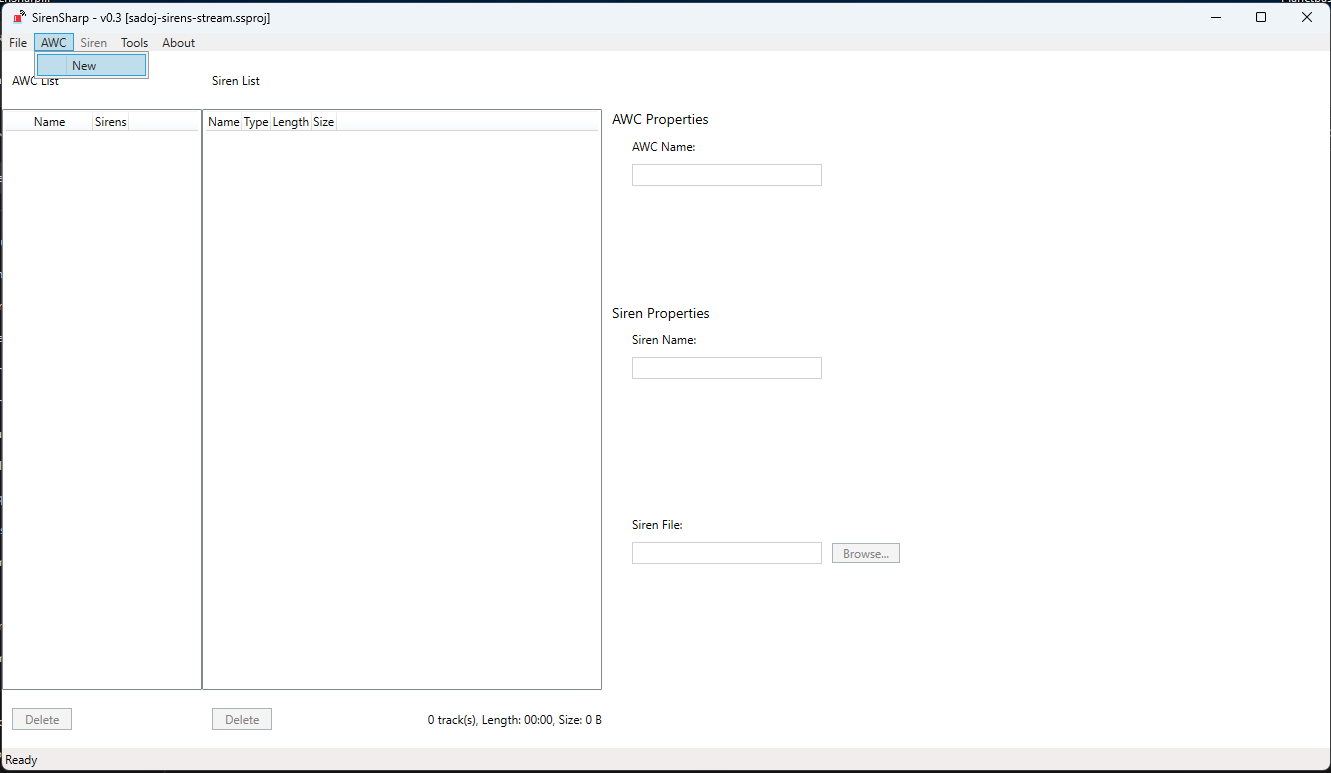 SirenSharp - v0.3 [sadoj-sirens-stream.ssproj]
File AWC Siren Tools About
New
AWC List Siren List
Name Sirens Name Type Length Size
AWC Properties
AWC Name:
Siren Properties
Siren Name:
Siren File:
Browse...
Delete Delete 0 track(s), Length: 00:00, Size: 0 B
Ready